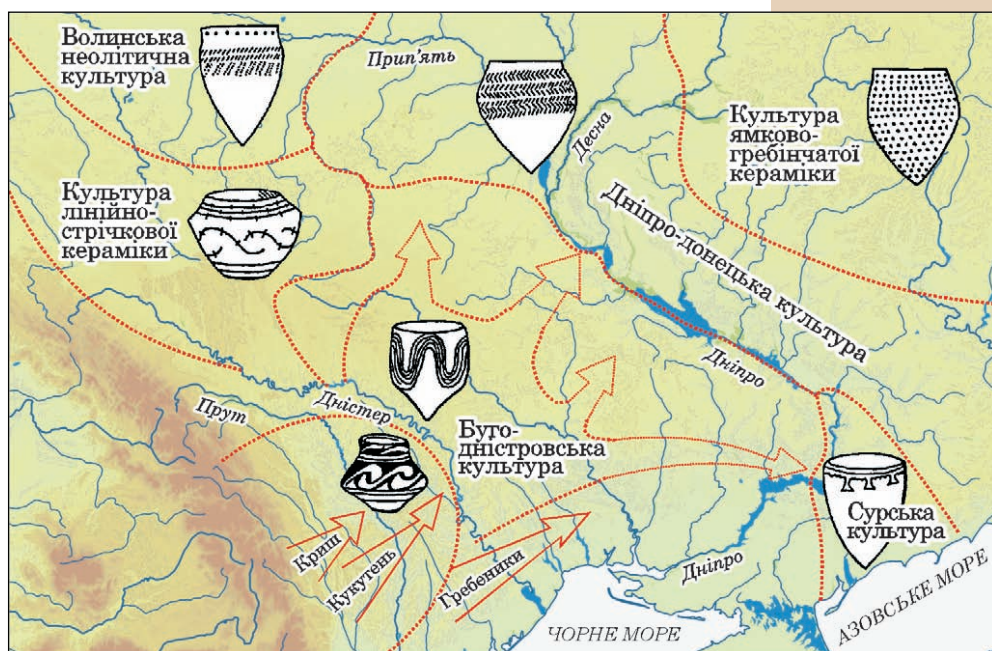 Волинська
неолітична
культура
Прип'ять
Десна
Культура
ямково-
гребінчатої
кераміки
Культура
лінійно-
стрічкової
кераміки
Дніпро-донецька культура
Дніпро
Прут
Дністер
Буго-
дністровська
культура
Криш
Кукутень
Гребеники
Сурська
культура
Дніпро
ЧОРНЕ МОРЕ
АЗОВСЬКЕ МОРЕ